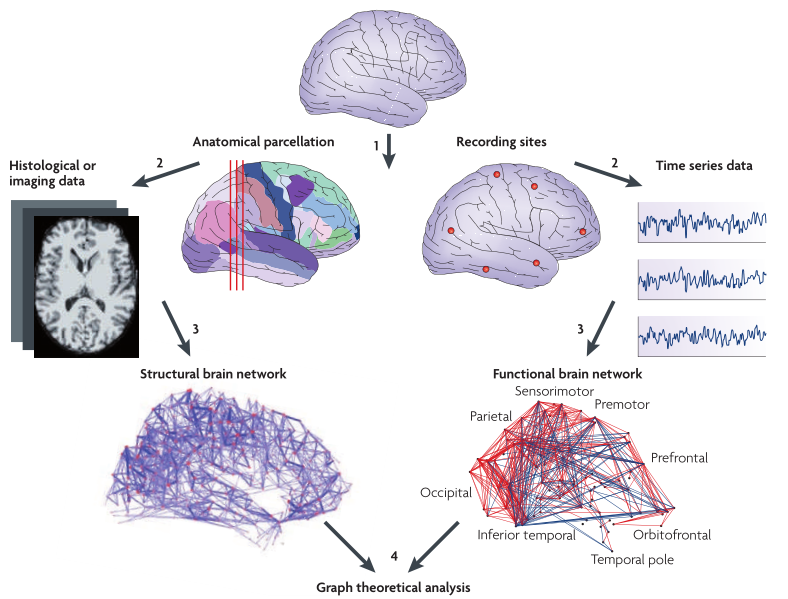 Anatomical parcellation
1
Recording sites
Histological or
imaging data
2
2
Time series data
3
3
Structural brain network
Functional brain network
Sensorimotor
Premotor
Parietal
Prefrontal
Occipital
Inferior temporal
Orbitofrontal
Temporal pole
4
Graph theoretical analysis